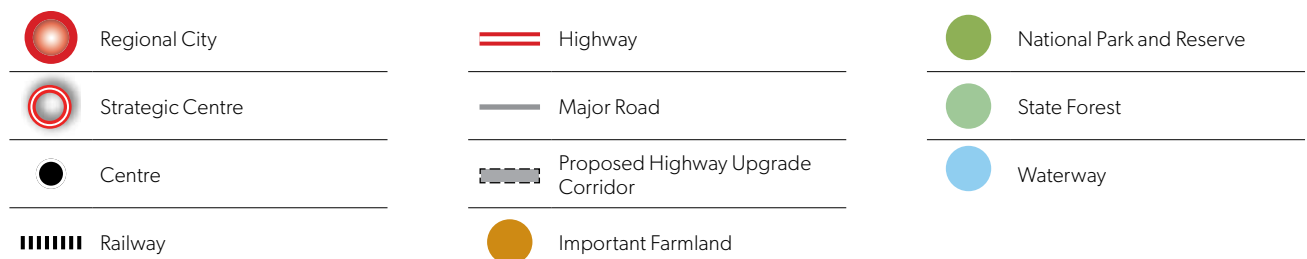 Regional City
Strategic Centre
Centre
Railway
Highway
Major Road
Proposed Highway Upgrade
Corridor
Important Farmland
National Park and Reserve
State Forest
Waterway